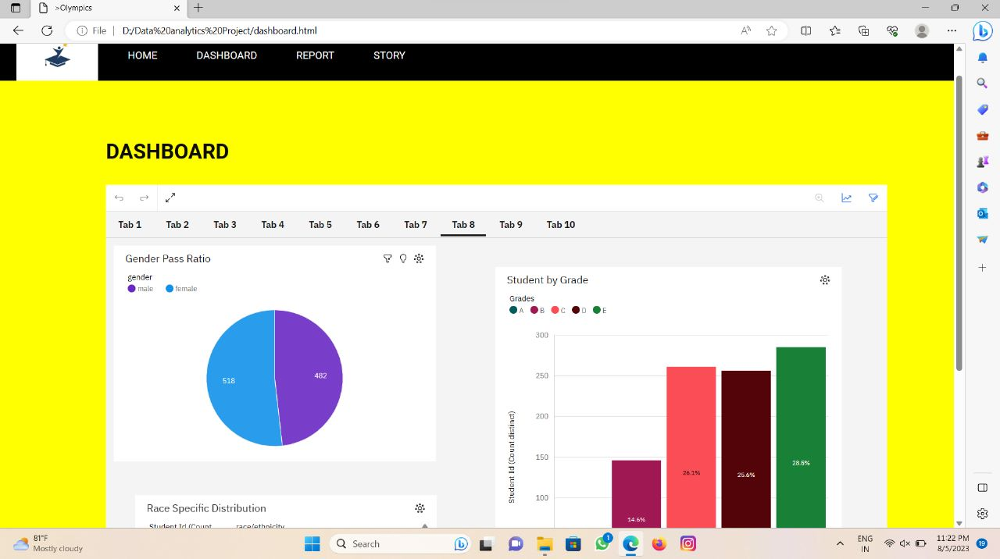 >Olympics
File D:/Data%20analytics%20Project/dashboard.html
HOME DASHBOARD REPORT STORY
DASHBOARD
Tab 1 Tab 2 Tab 3 Tab 4 Tab 5 Tab 6 Tab 7 Tab 8 Tab 9 Tab 10
Gender Pass Ratio
gender
male female
518
482
Student by Grade
Grades
A B C D E
300
250
200
150
100
Student Id (Count distinct)
14.6%
26.1%
25.6%
28.5%
Race Specific Distribution
Student Id (Count race/ethnicity
81°F
Mostly cloudy
Search
1
ENG
IN
11:22 PM
8/5/2023
19